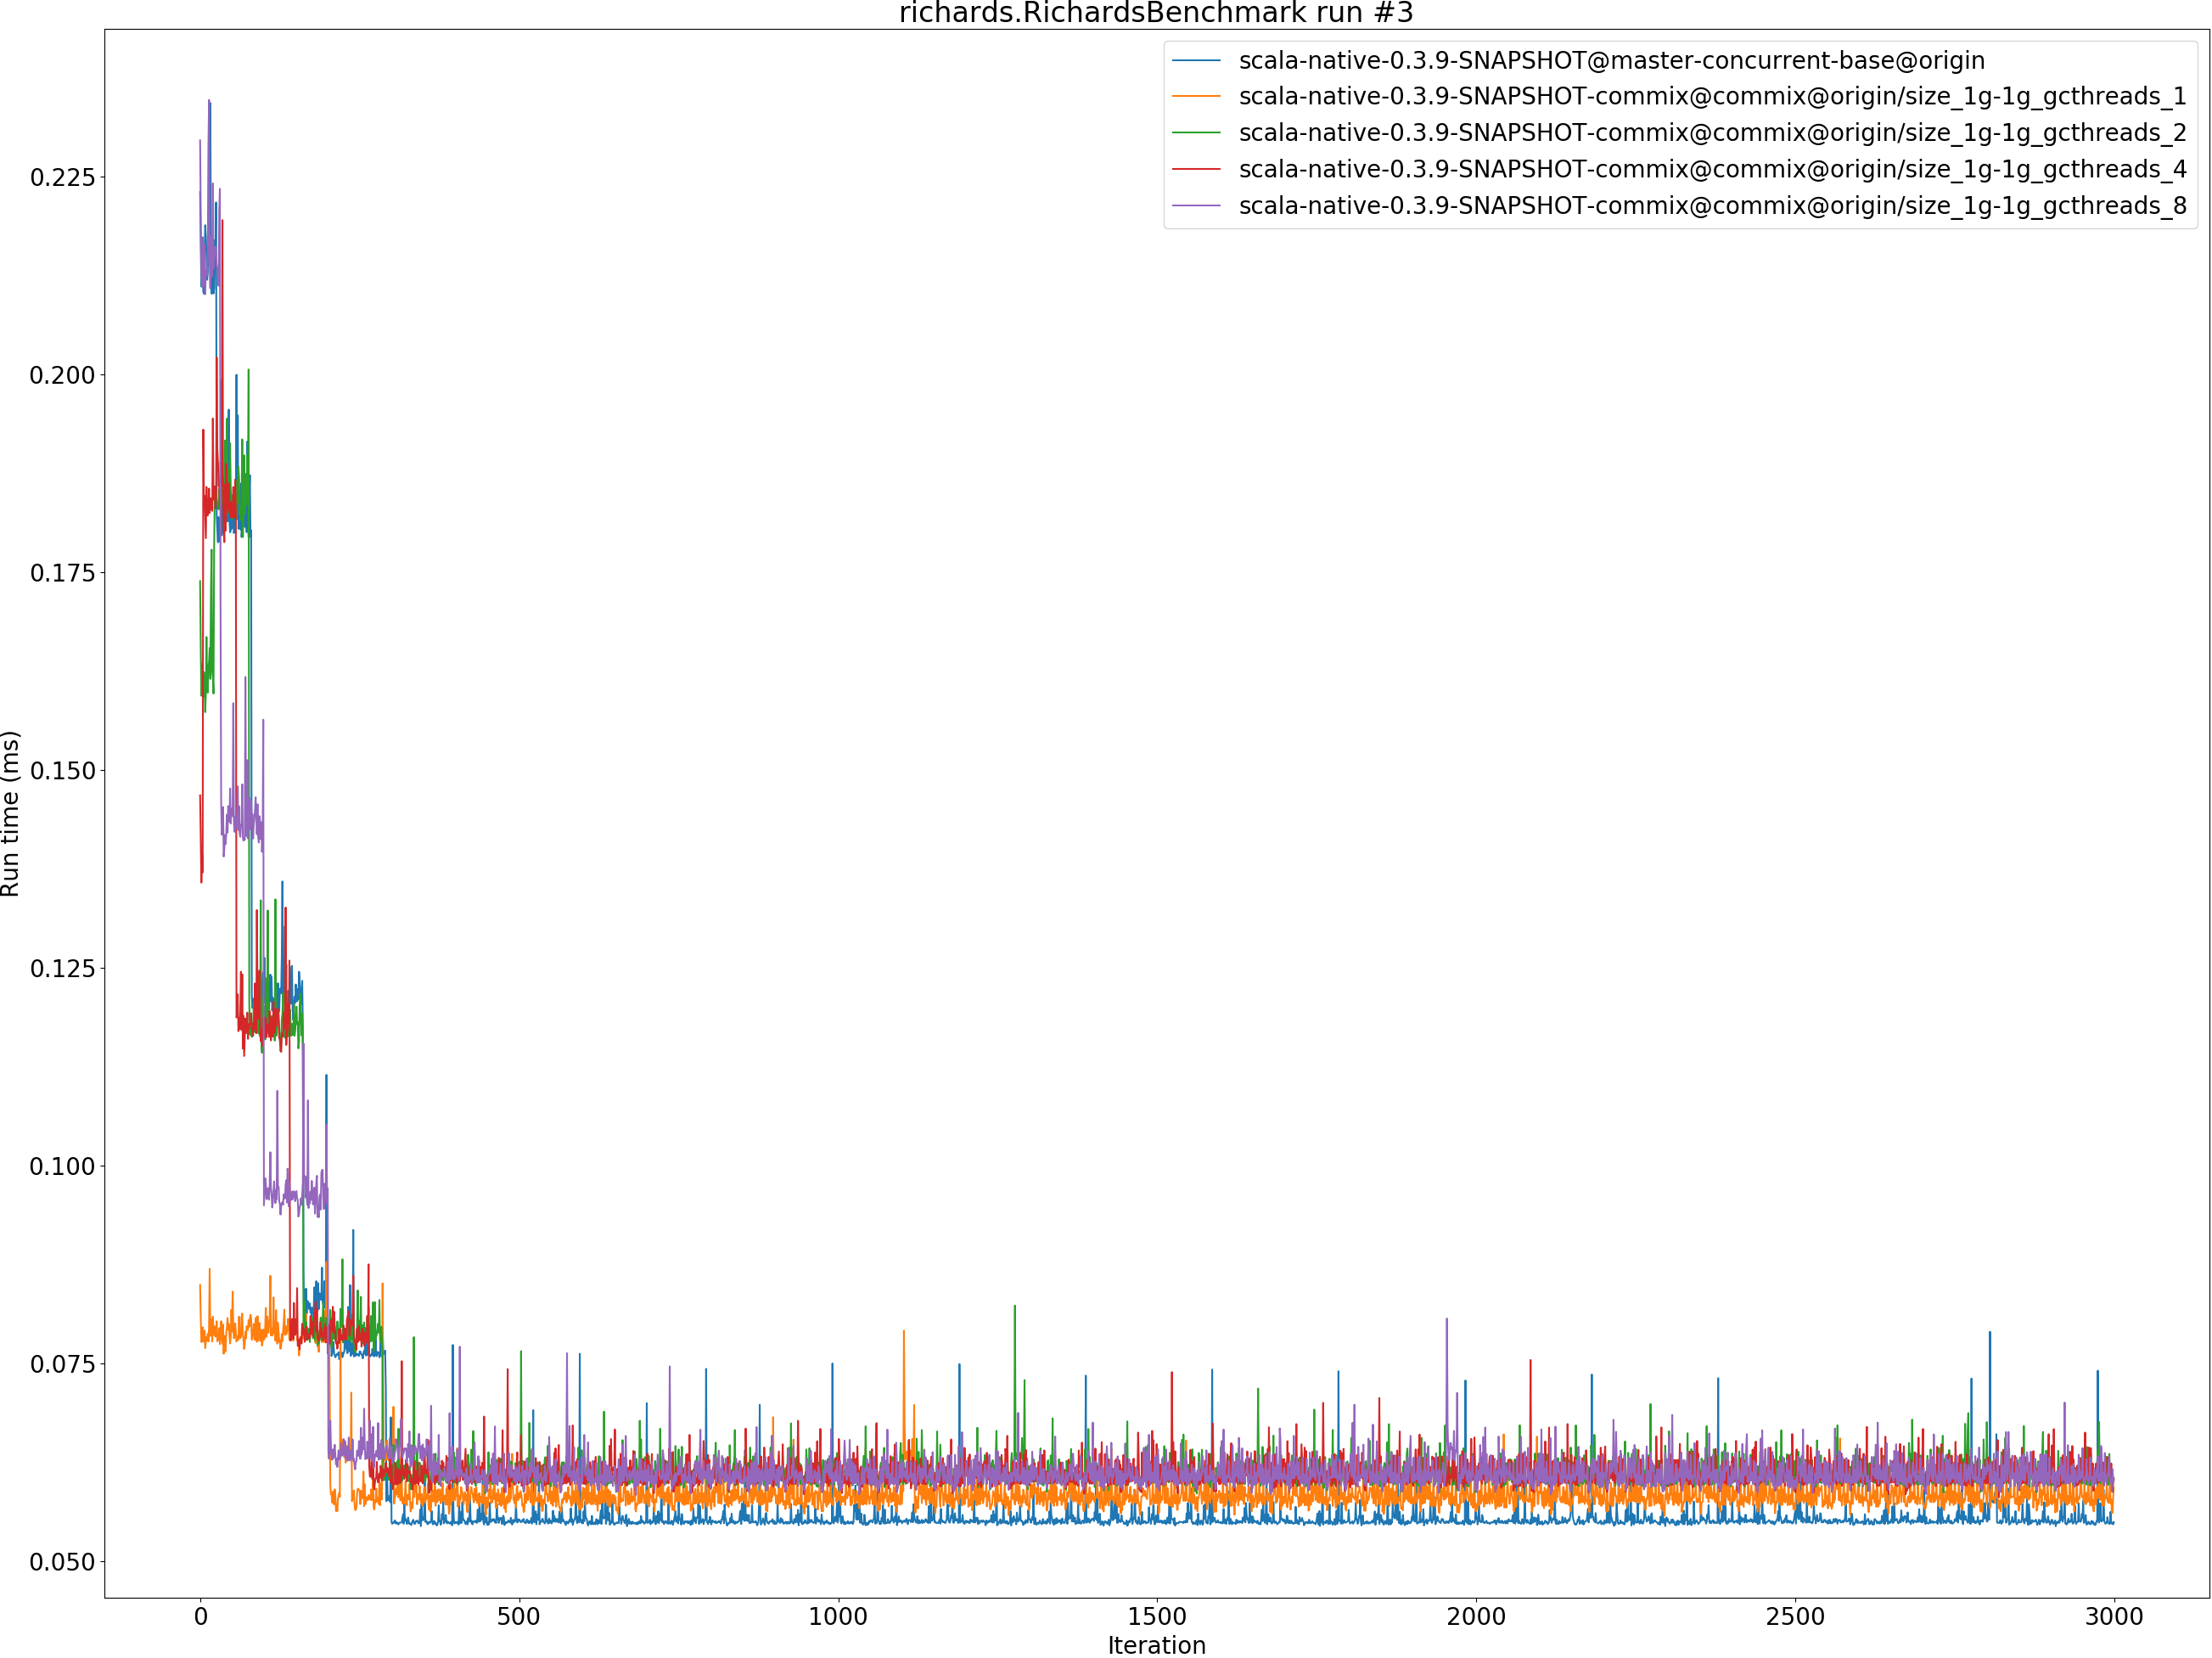 richards.RichardsBenchmark run #3
scala-native-0.3.9-SNAPSHOT@master-concurrent-base@origin
scala-native-0.3.9-SNAPSHOT-commix@commix@origin/size_1g-1g_gcthreads_1
scala-native-0.3.9-SNAPSHOT-commix@commix@origin/size_1g-1g_gcthreads_2
scala-native-0.3.9-SNAPSHOT-commix@commix@origin/size_1g-1g_gcthreads_4
scala-native-0.3.9-SNAPSHOT-commix@commix@origin/size_1g-1g_gcthreads_8
Run time (ms)
0.225
0.200
0.175
0.150
0.125
0.100
0.075
0.050
0 500 1000 1500 2000 2500 3000
Iteration